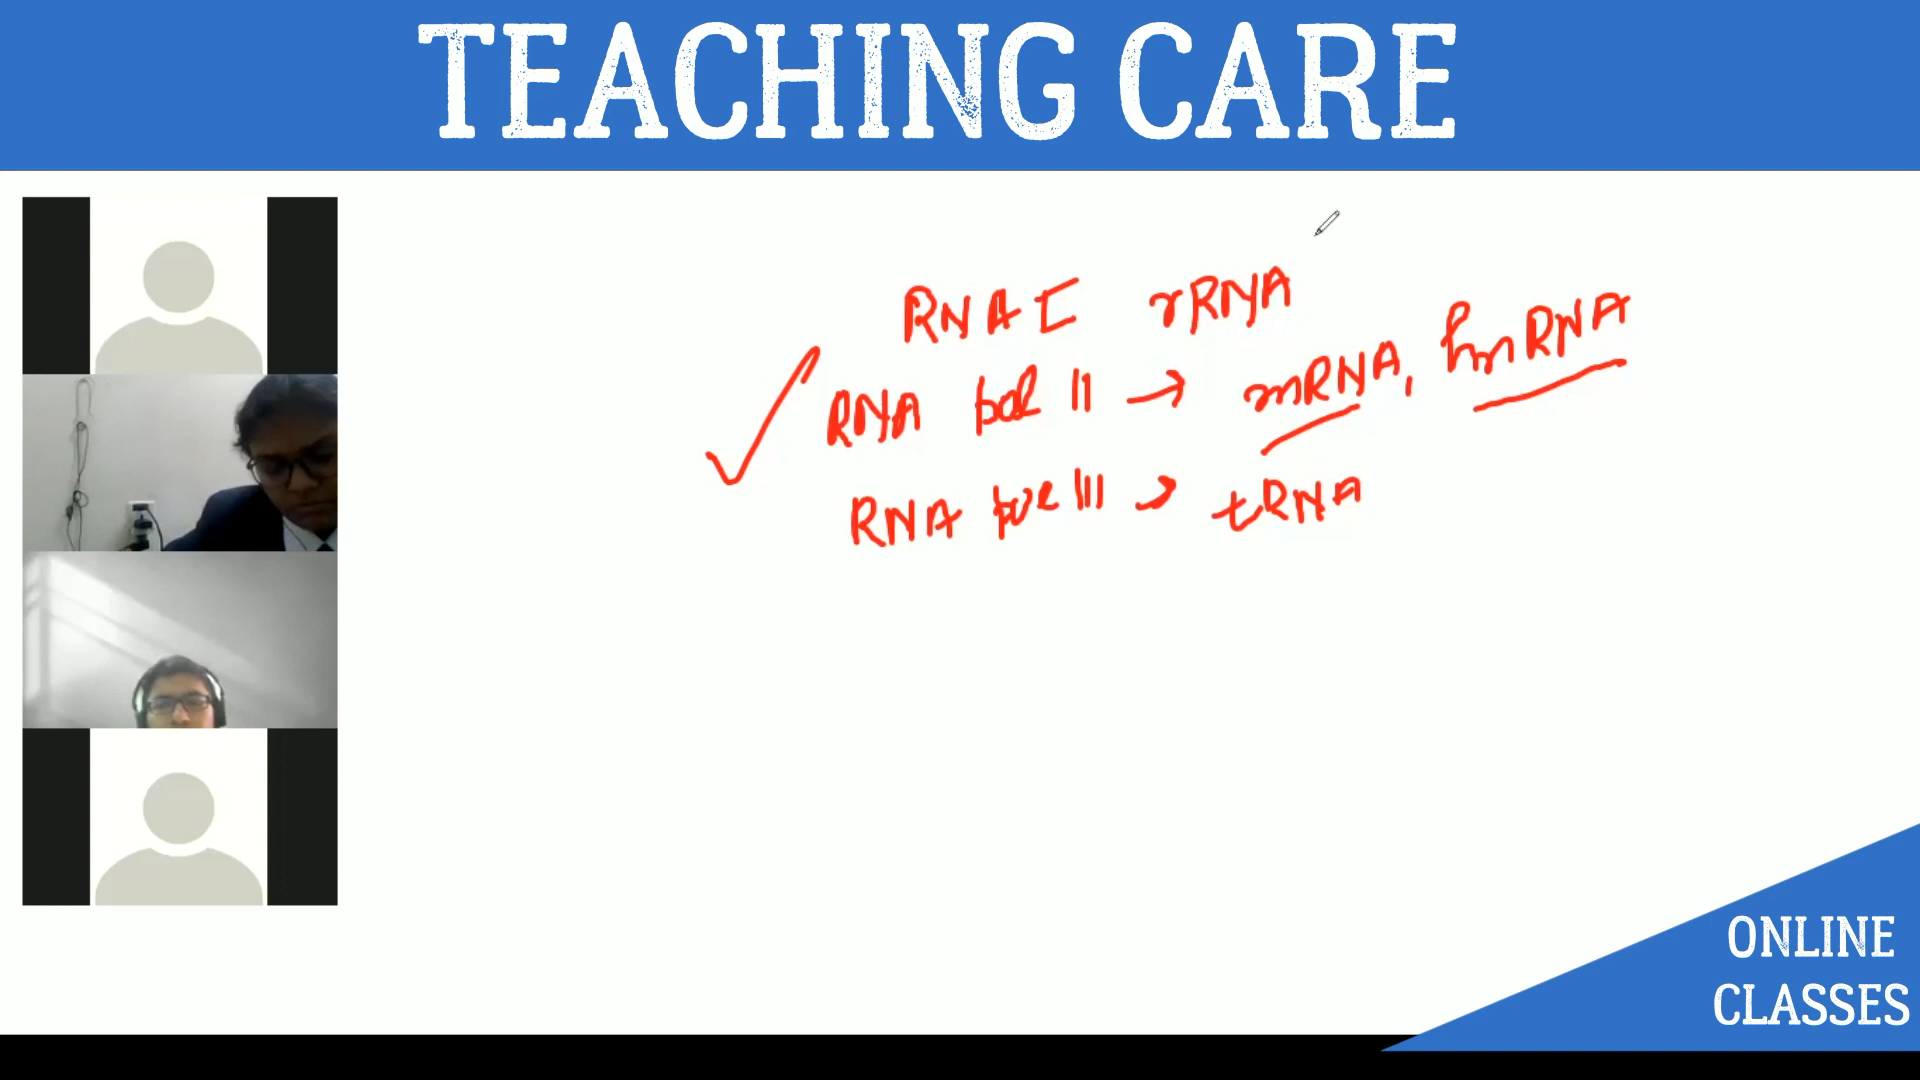 TEACHING CARE
RNA I rRNA
RNA pol II → mRNA, hnRNA
RNA pol III → tRNA
ONLINE
CLASSES